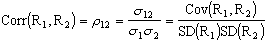 Corr(R₁, R₂) = ρ₁₂ = σ₁₂ / σ₁σ₂ = Cov(R₁, R₂) / SD(R₁)SD(R₂)